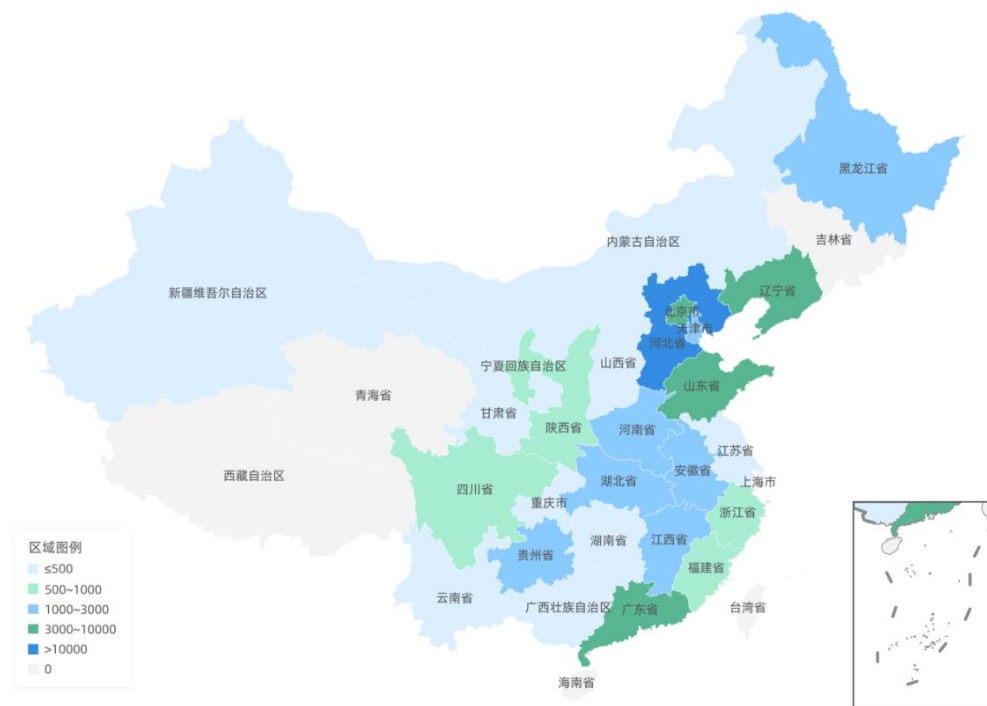 黑龙江省
吉林省
内蒙古自治区
辽宁省
新疆维吾尔自治区
北京市
天津市
河北省
宁夏回族自治区
山西省
山东省
青海省
甘肃省
陕西省
河南省
江苏省
西藏自治区
安徽省
上海市
四川省
湖北省
重庆市
浙江省
湖南省
江西省
贵州省
福建省
云南省
广西壮族自治区
广东省
台湾省
海南省
区域图例
≤500
500~1000
1000~3000
3000~10000
>10000
0